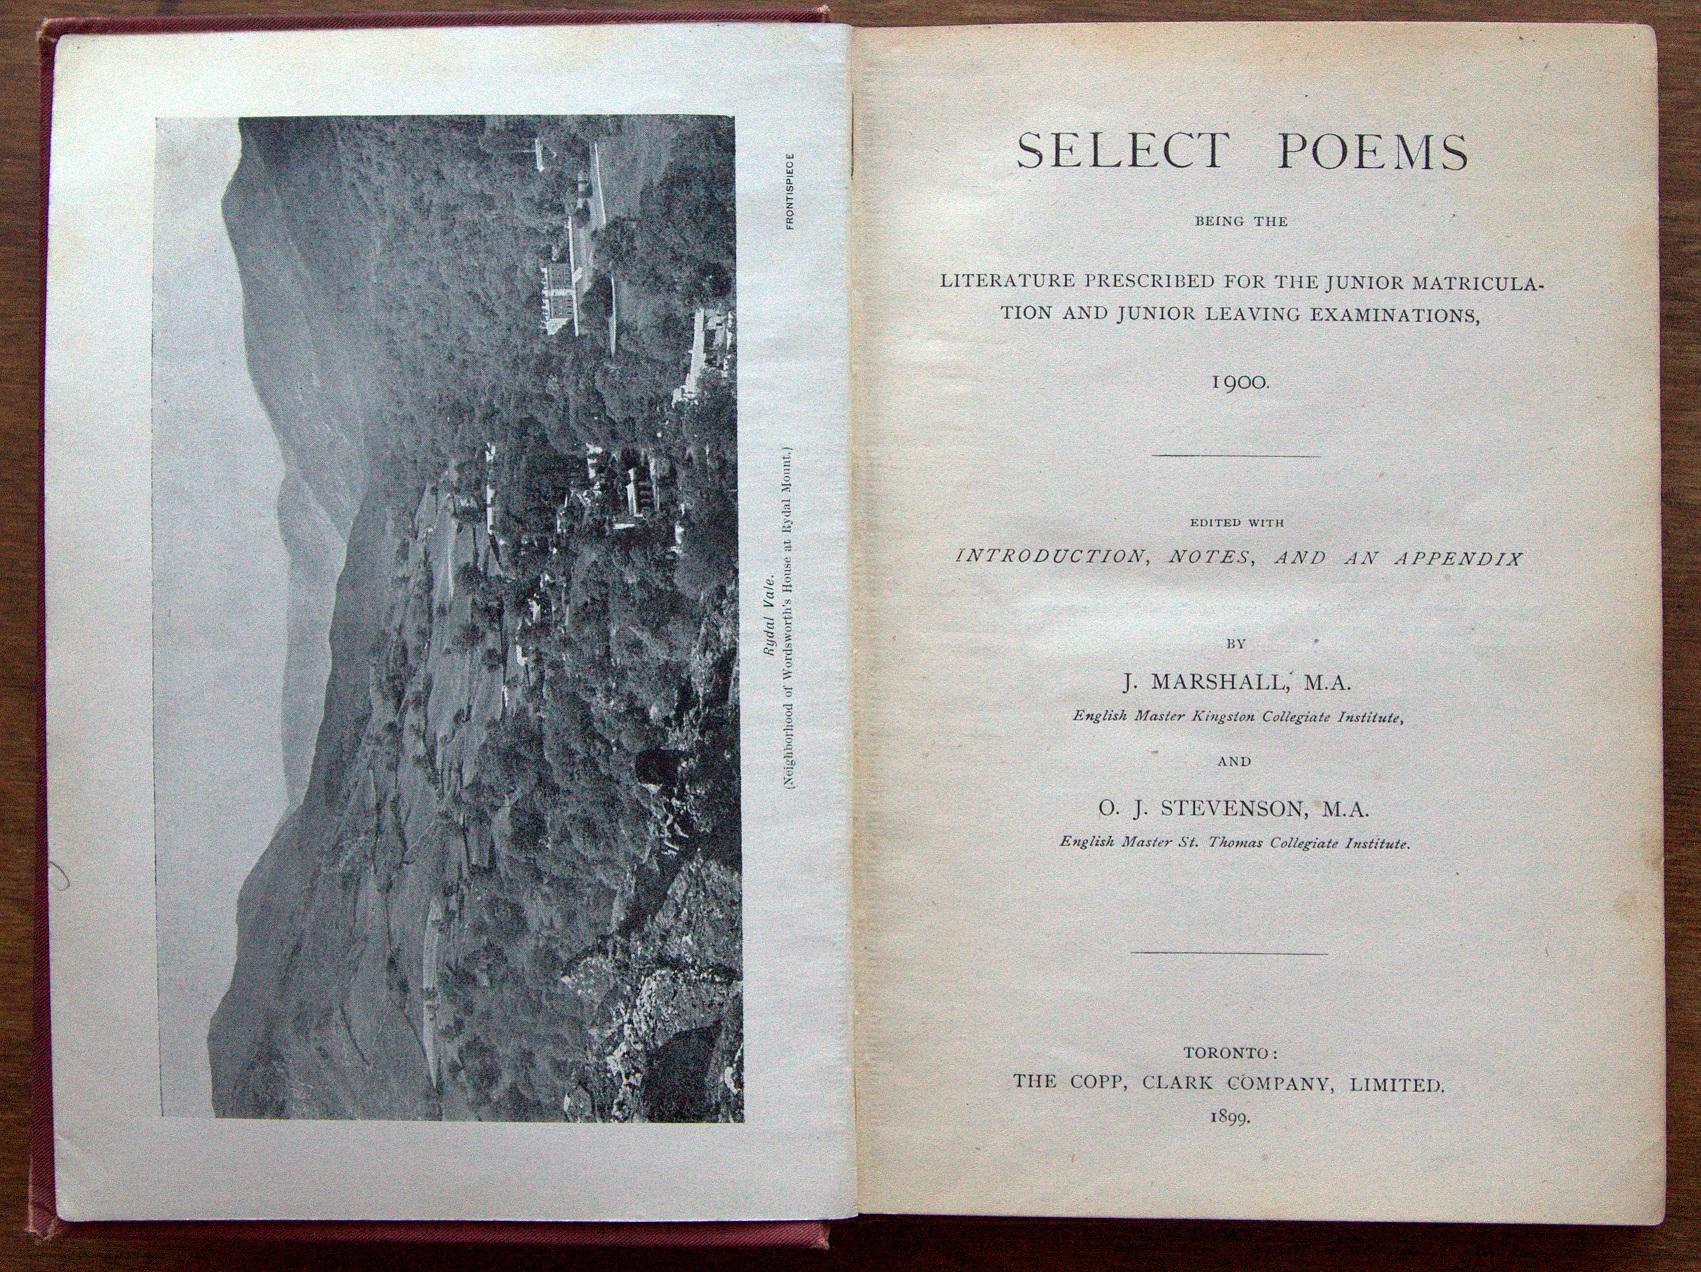 FRONTISPIECE
Rydal Vale.
(Neighborhood of Wordsworth's House at Rydal Mount.)
SELECT POEMS
BEING THE
LITERATURE PRESCRIBED FOR THE JUNIOR MATRICULA-
TION AND JUNIOR LEAVING EXAMINATIONS,
1900.
EDITED WITH
INTRODUCTION, NOTES, AND AN APPENDIX
BY
J. MARSHALL, M.A.
English Master Kingston Collegiate Institute,
AND
O. J. STEVENSON, M.A.
English Master St. Thomas Collegiate Institute.
TORONTO:
THE COPP, CLARK COMPANY, LIMITED.
1899.